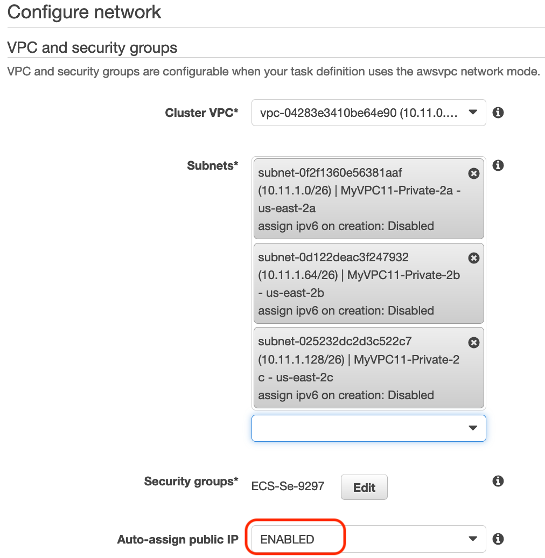 Configure network
VPC and security groups
VPC and security groups are configurable when your task definition uses the awsvpc network mode.
Cluster VPC* vpc-04283e3410be64e90 (10.11.0....
Subnets*
subnet-0f2f1360e56381aaf
(10.11.1.0/26) | MyVPC11-Private-2a -
us-east-2a
assign ipv6 on creation: Disabled
subnet-0d122deac3f247932
(10.11.1.64/26) | MyVPC11-Private-2b
- us-east-2b
assign ipv6 on creation: Disabled
subnet-025232dc2d3c522c7
(10.11.1.128/26) | MyVPC11-Private-2
c - us-east-2c
assign ipv6 on creation: Disabled
Security groups* ECS-Se-9297 Edit
Auto-assign public IP ENABLED